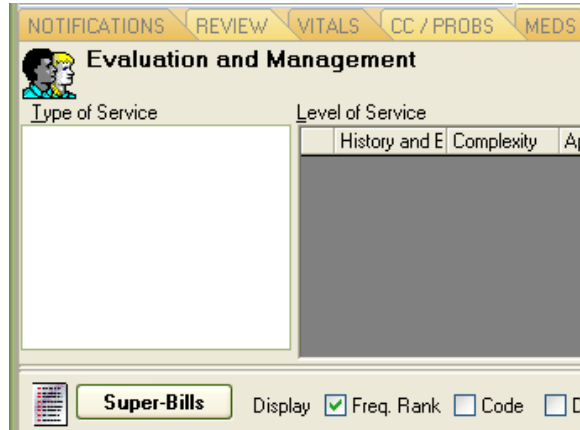 NOTIFICATIONS REVIEW VITALS CC / PROBS MEDS
Evaluation and Management
Type of Service Level of Service
History and E Complexity Ap
Super-Bills Display Freq. Rank Code D